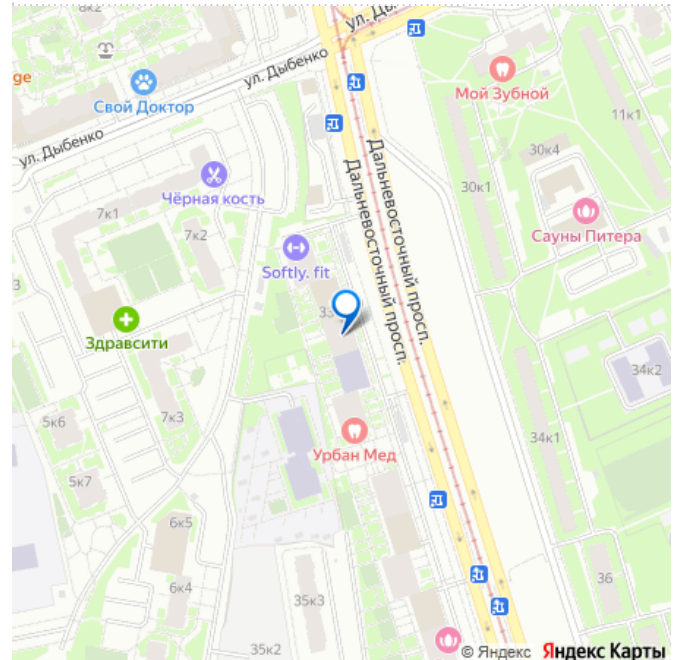 8к2
ge
Свой Доктор
ул. Дыбенко
ул. Дыбенко
Мой Зубной
11к1
30к4
30к1
Сауны Питера
Чёрная кость
7к1
7к2
Дальневосточный просп.
Дальневосточный просп.
Softly. fit
3
Здравсити
34к2
5к6
7к3
Урбан Мед
34к1
5к7
6к5
6к4
35к3
36
35к2
© Яндекс Яндекс Карты